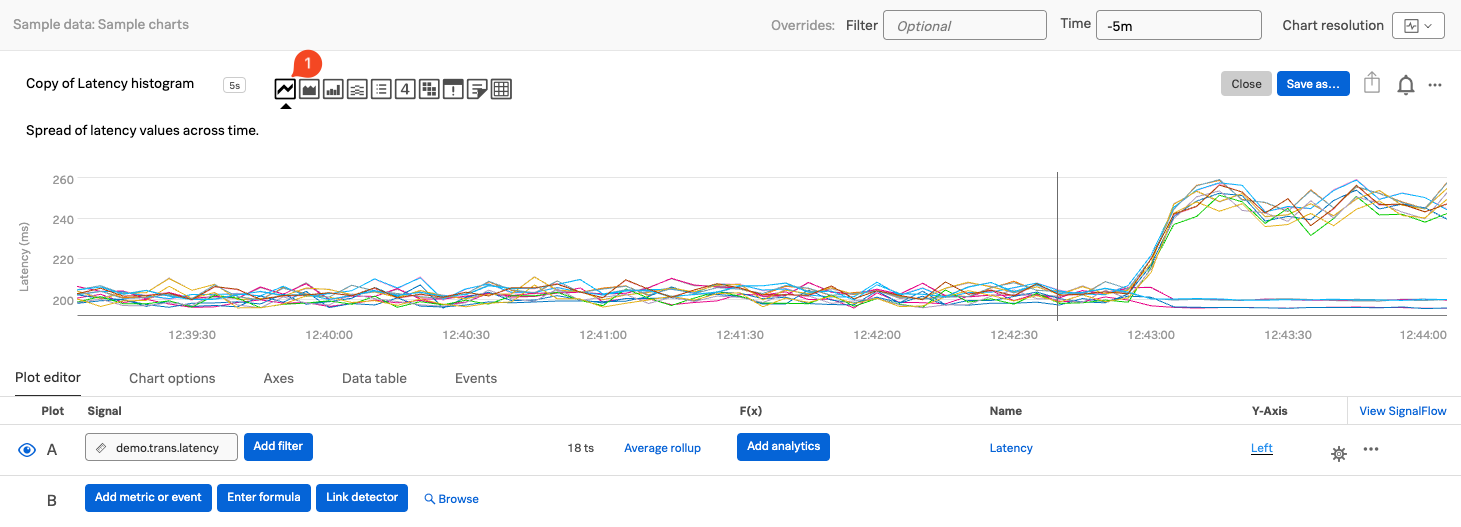 Sample data: Sample charts
Overrides: Filter Optional Time -5m Chart resolution
1
Copy of Latency histogram 5s 4 Close Save as...
Spread of latency values across time.
Latency (ms)
260
240
220
200
12:39:30 12:40:00 12:40:30 12:41:00 12:41:30 12:42:00 12:42:30 12:43:00 12:43:30 12:44:00
Plot editor Chart options Axes Data table Events
Plot Signal F(x) Name Y-Axis View SignalFlow
A demo.trans.latency Add filter 18 ts Average rollup Add analytics Latency Left
B Add metric or event Enter formula Link detector Browse